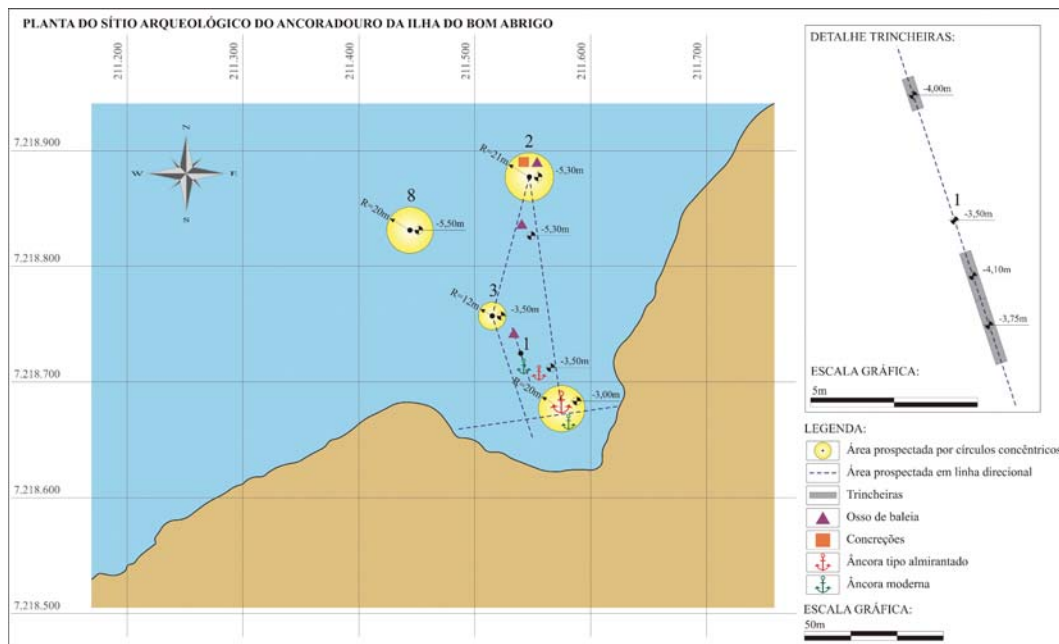 PLANTA DO SÍTIO ARQUEOLÓGICO DO ANCORADOURO DA ILHA DO BOM ABRIGO
211.200
211.300
211.400
211.500
211.600
211.700
7,218.900
7,218.800
7,218.700
7,218.600
7,218.500
N
W
E
S
2
R=21m
-5,30m
8
R=20m
-5,50m
-5,30m
3
R=12m
-3,50m
1
-3,50m
R=20m
-3,00m
DETALHE TRINCHEIRAS:
-4,00m
1
-3,50m
-4,10m
-3,75m
ESCALA GRÁFICA:
5m
LEGENDA:
Área prospectada por círculos concêntricos
Área prospectada em linha direcional
Trincheiras
Osso de baleia
Concreções
Âncora tipo almirantado
Âncora moderna
ESCALA GRÁFICA:
50m